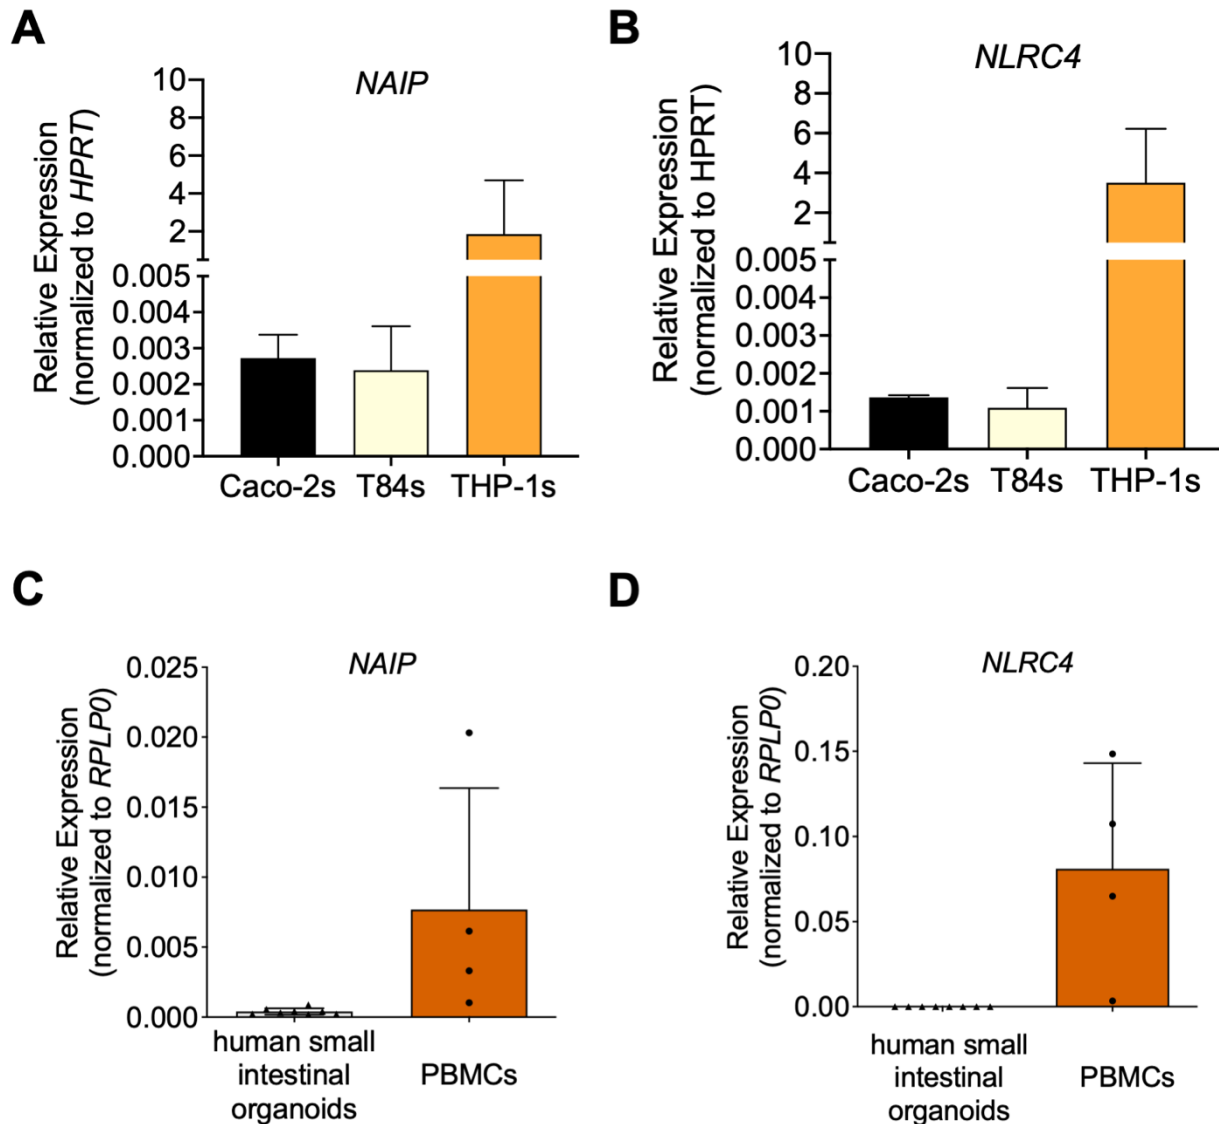 A
NAIP
Relative Expression
(normalized to HPRT)
10
8
6
4
2
0.005
0.004
0.003
0.002
0.001
0.000
Caco-2s T84s THP-1s
B
NLRC4
Relative Expression
(normalized to HPRT)
10
8
6
4
2
0.005
0.004
0.003
0.002
0.001
0.000
Caco-2s T84s THP-1s
C
NAIP
Relative Expression
(normalized to RPLP0)
0.025
0.020
0.015
0.010
0.005
0.000
human small
intestinal
organoids
PBMCs
D
NLRC4
Relative Expression
(normalized to RPLP0)
0.20
0.15
0.10
0.05
0.00
human small
intestinal
organoids
PBMCs